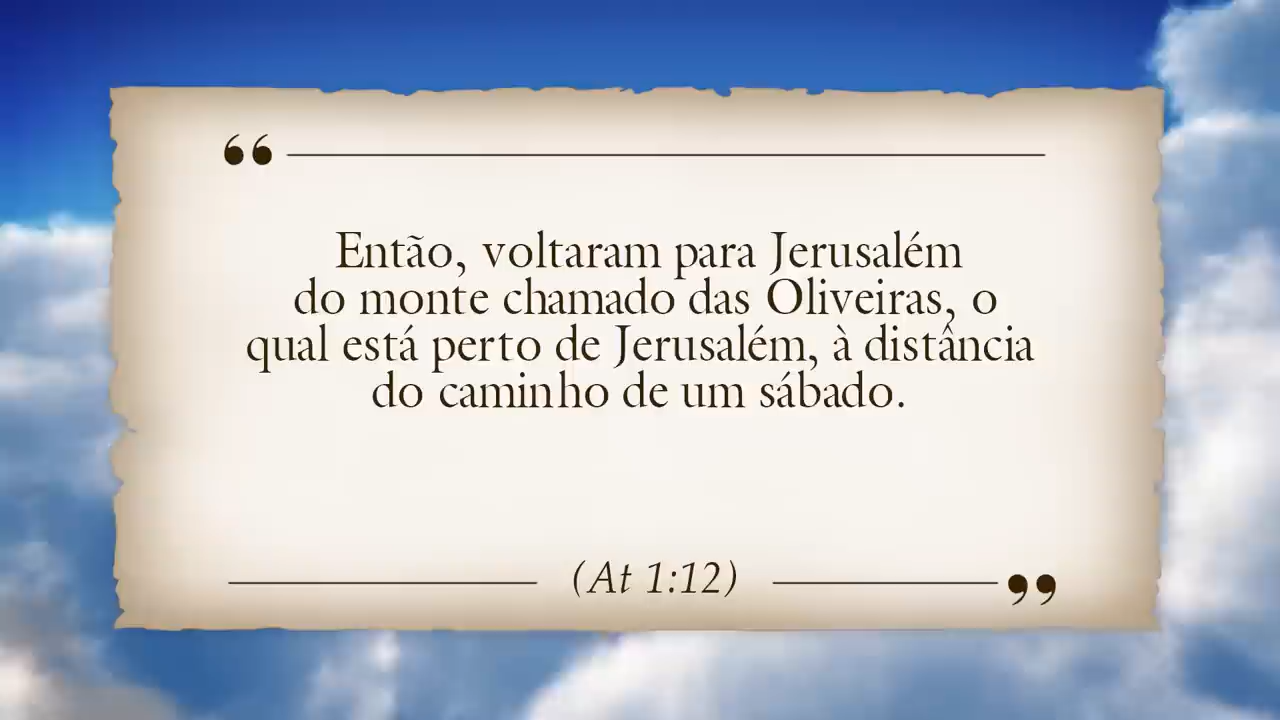 “
Então, voltaram para Jerusalém
do monte chamado das Oliveiras, o
qual está perto de Jerusalém, à distância
do caminho de um sábado.
(At 1:12)
”